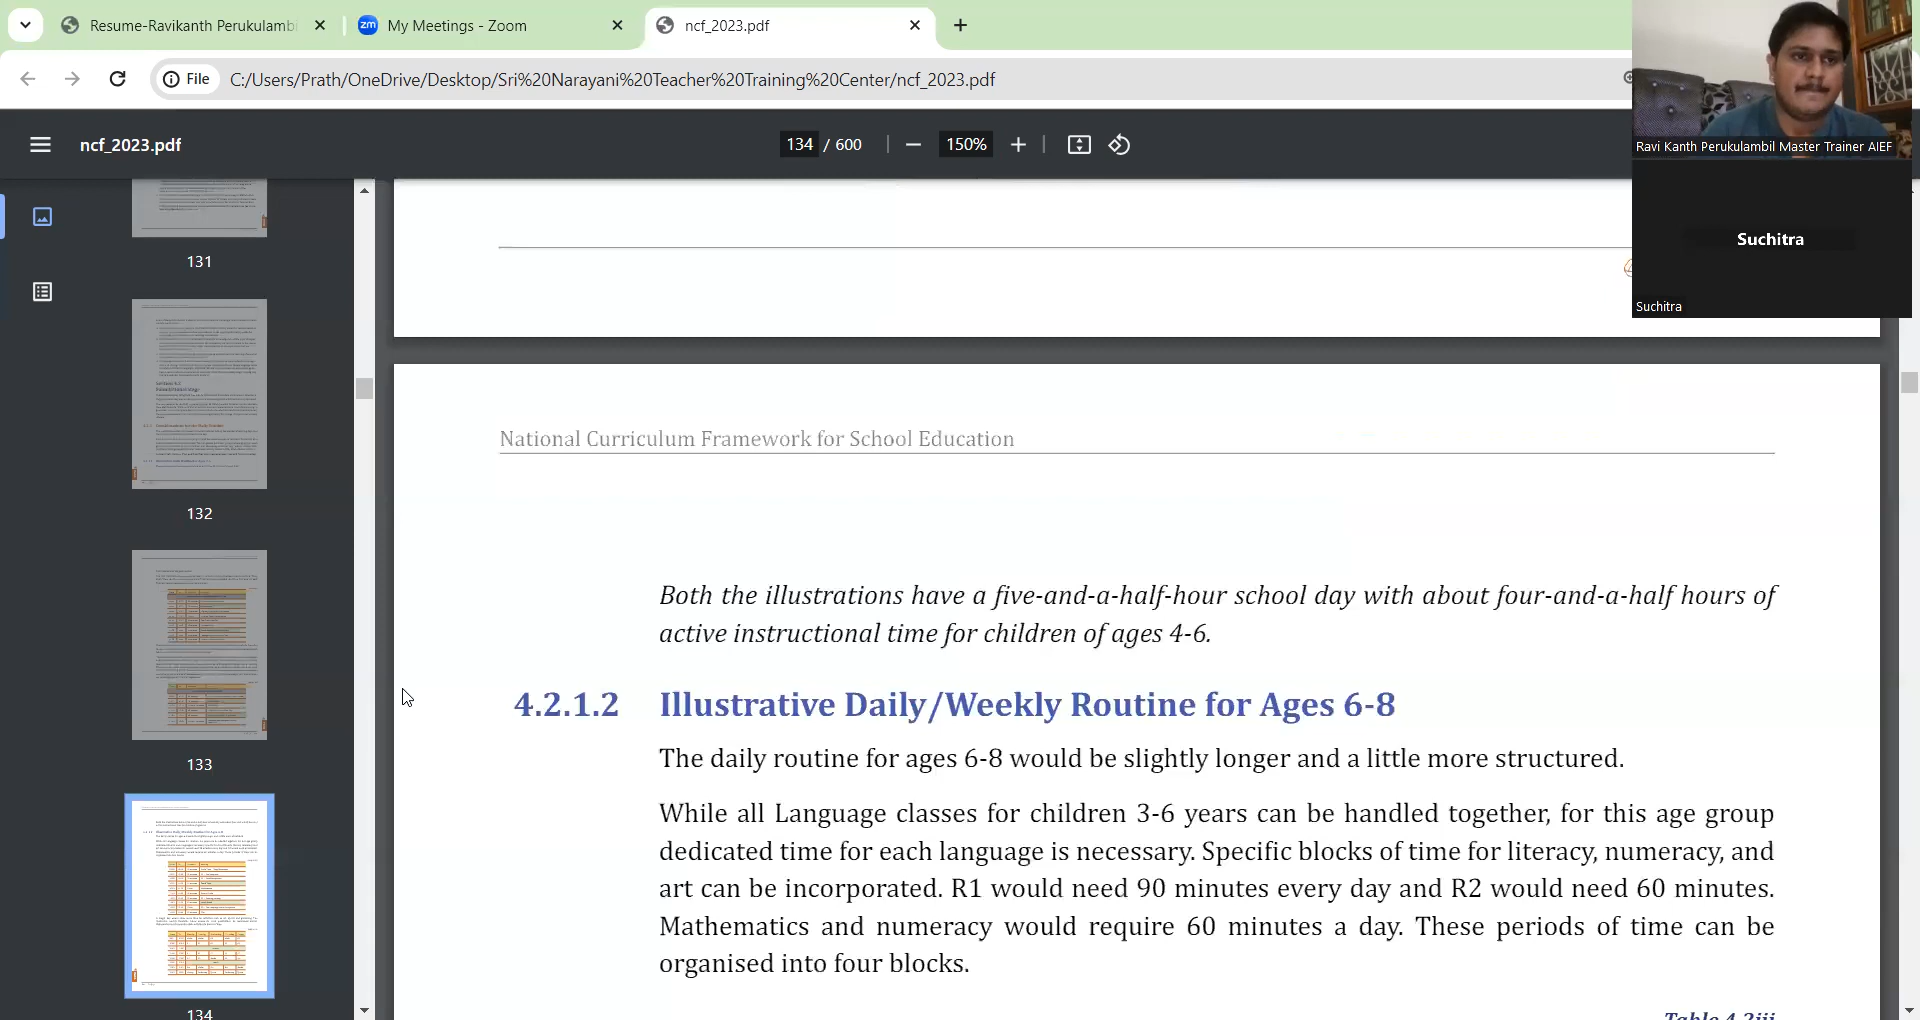 Resume-Ravikanth Perukulambi
zm My Meetings - Zoom
ncf_2023.pdf
File
C:/Users/Prath/OneDrive/Desktop/Sri%20Narayani%20Teacher%20Training%20Center/ncf_2023.pdf
ncf_2023.pdf
134 / 600
150%
Ravi Kanth Perukulambil Master Trainer AIEF
Suchitra
Suchitra
131
132
133
134
National Curriculum Framework for School Education
Both the illustrations have a five-and-a-half-hour school day with about four-and-a-half hours of
active instructional time for children of ages 4-6.
4.2.1.2 Illustrative Daily/Weekly Routine for Ages 6-8
The daily routine for ages 6-8 would be slightly longer and a little more structured.
While all Language classes for children 3-6 years can be handled together, for this age group
dedicated time for each language is necessary. Specific blocks of time for literacy, numeracy, and
art can be incorporated. R1 would need 90 minutes every day and R2 would need 60 minutes.
Mathematics and numeracy would require 60 minutes a day. These periods of time can be
organised into four blocks.
Table 4.2iii